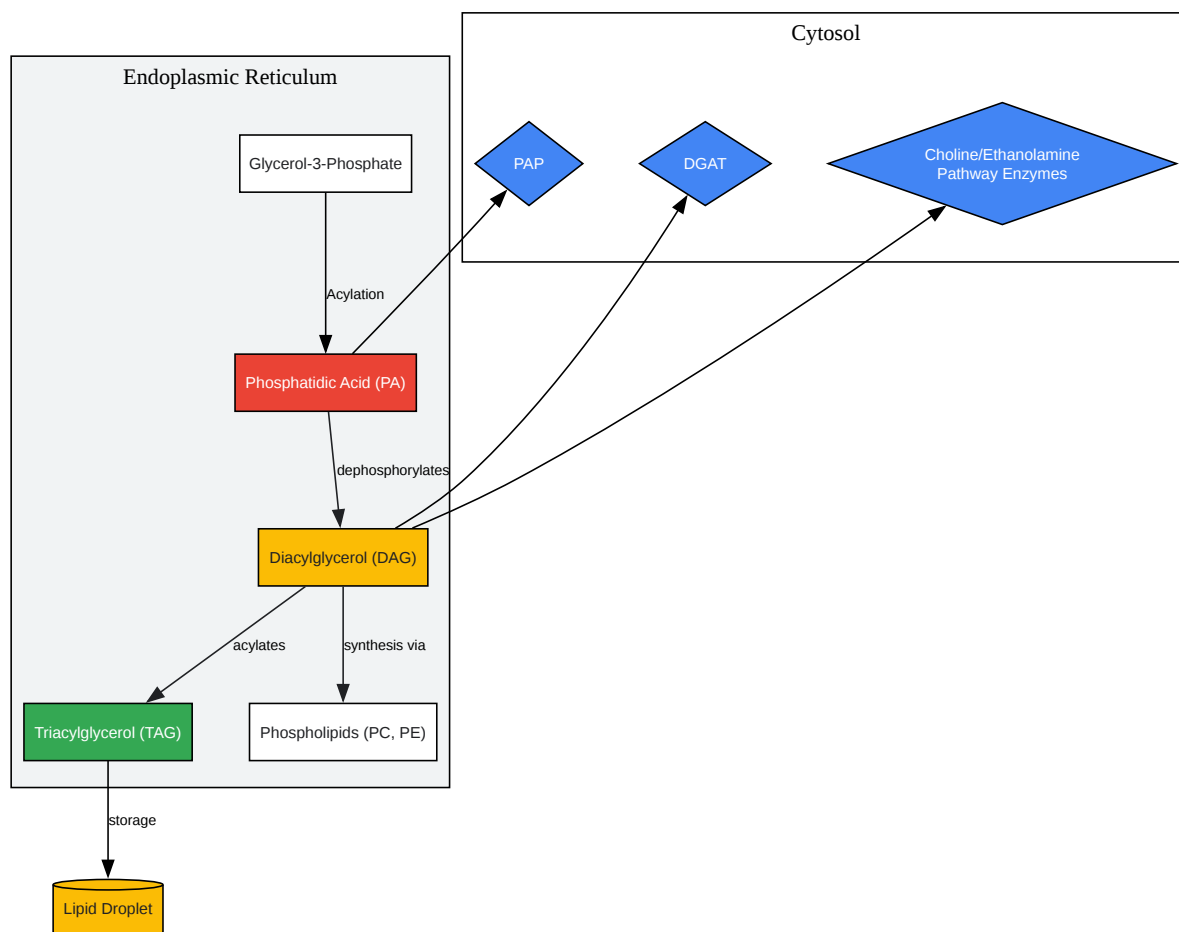 Cytosol
Endoplasmic Reticulum
Glycerol-3-Phosphate
PAP
DGAT
Choline/Ethanolamine
Pathway Enzymes
Acylation
Phosphatidic Acid (PA)
dephosphorylates
Diacylglycerol (DAG)
acylates
synthesis via
Triacylglycerol (TAG)
Phospholipids (PC, PE)
storage
Lipid Droplet